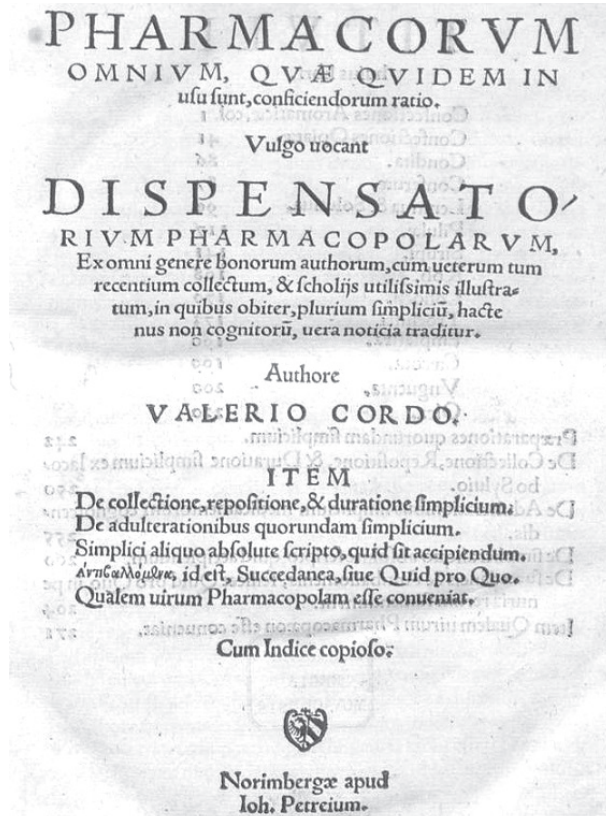 PHARMACORVM
OMNIVM, QVÆ QVIDEM IN
uſu ſunt, conficiendorum ratio.
Vulgo uocant
DISPENSATO-
RIVM PHARMACOPOLARVM,
Ex omni genere bonorum authorum, cùm ueterum tum
recentium collectum, & ſcholijs utiliſsimis illuſtra-
tum, in quibus obiter, plurium ſimpliciũ, hacte
nus non cognitorũ, uera noticia traditur.
Authore
VALERIO CORDO.
ITEM
De collectione, repoſitione, & duratione ſimplicium.
De adulterationibus quorundam ſimplicium.
Simplici aliquo abſolute ſcripto, quid ſit accipiendum.
Ἀντιβαλλόμθνα, id eſt, Succedanea, ſiue Quid pro Quo.
Qualem uirum Pharmacopolam eſſe conueniat.
Cum Indice copioſo.
Norimbergæ apud
Ioh. Petreium.